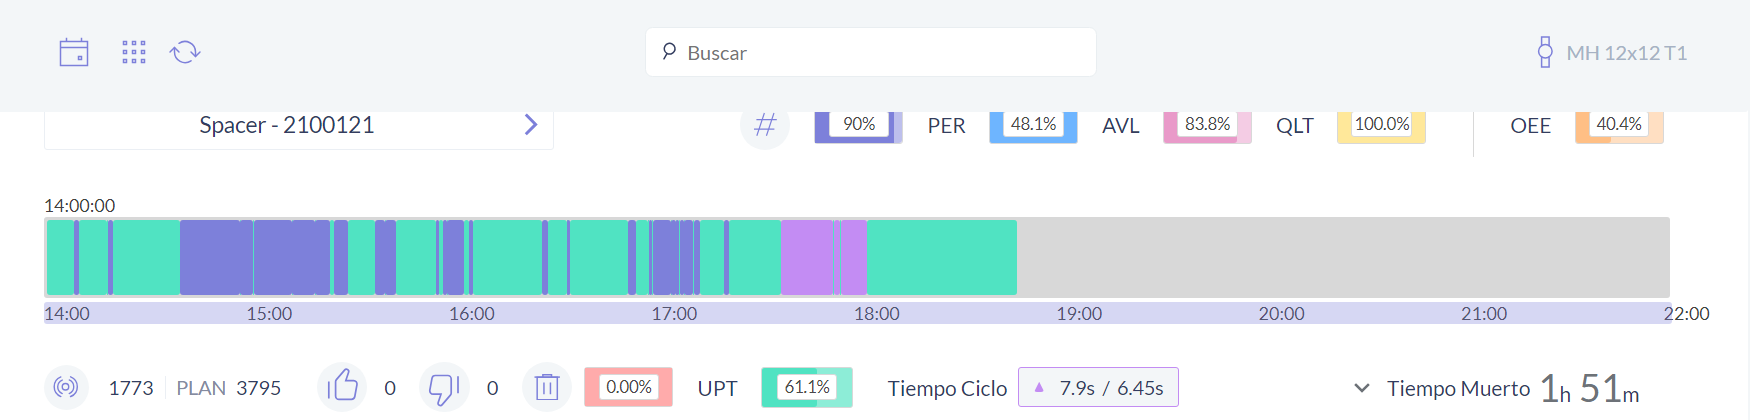 Buscar
MH 12x12 T1
Spacer - 2100121
# 90% PER 48.1% AVL 83.8% QLT 100.0% OEE 40.4%
14:00:00
14:00 15:00 16:00 17:00 18:00 19:00 20:00 21:00 22:00
1773 PLAN 3795 0 0 0.00% UPT 61.1% Tiempo Ciclo 7.9s / 6.45s Tiempo Muerto 1h 51m